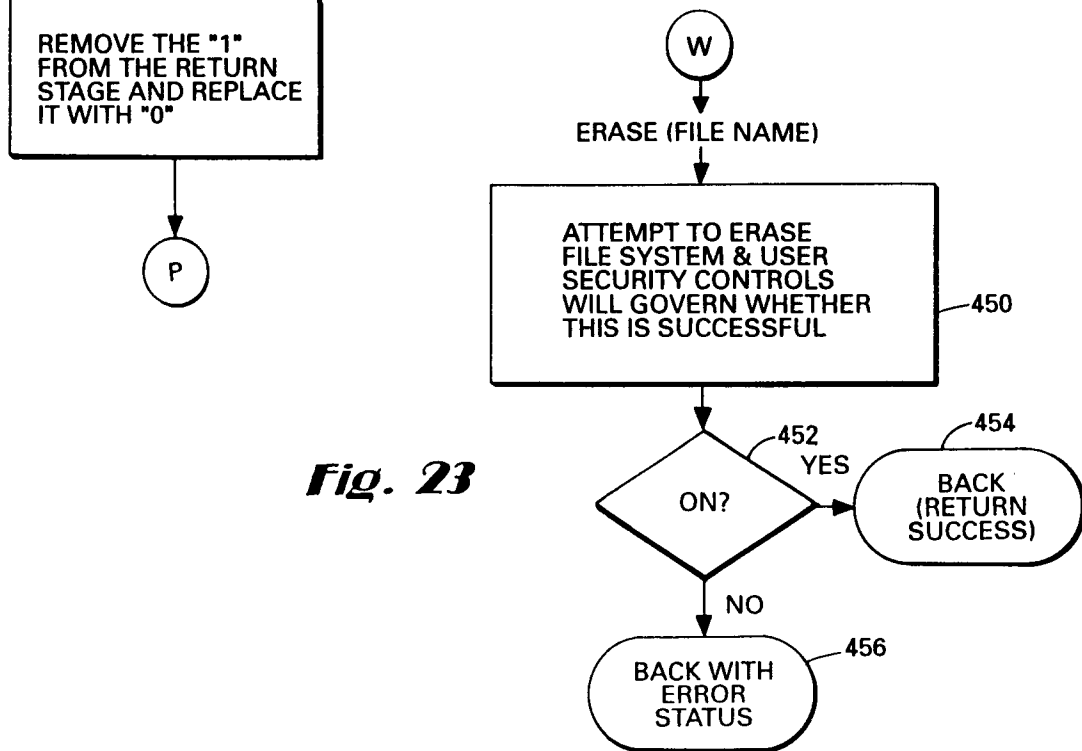 REMOVE THE "1"
FROM THE RETURN
STAGE AND REPLACE
IT WITH "0"
P
W
ERASE (FILE NAME)
ATTEMPT TO ERASE
FILE SYSTEM & USER
SECURITY CONTROLS
WILL GOVERN WHETHER
THIS IS SUCCESSFUL
450
452
ON?
YES
454
BACK
(RETURN
SUCCESS)
NO
456
BACK WITH
ERROR
STATUS
Fig. 23